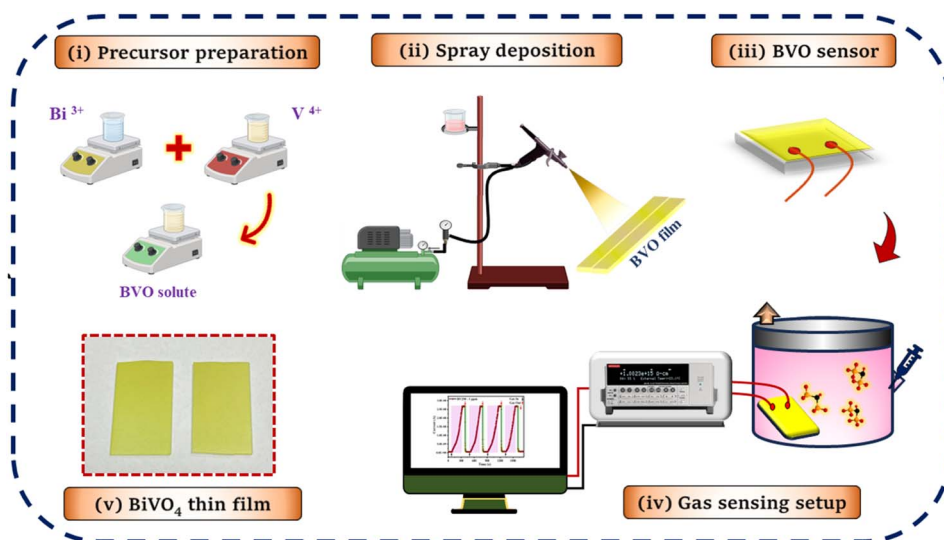 (i) Precursor preparation
(ii) Spray deposition
(iii) BVO sensor
Bi 3+
V 4+
BVO solute
BVO film
(v) BiVO4 thin film
(iv) Gas sensing setup